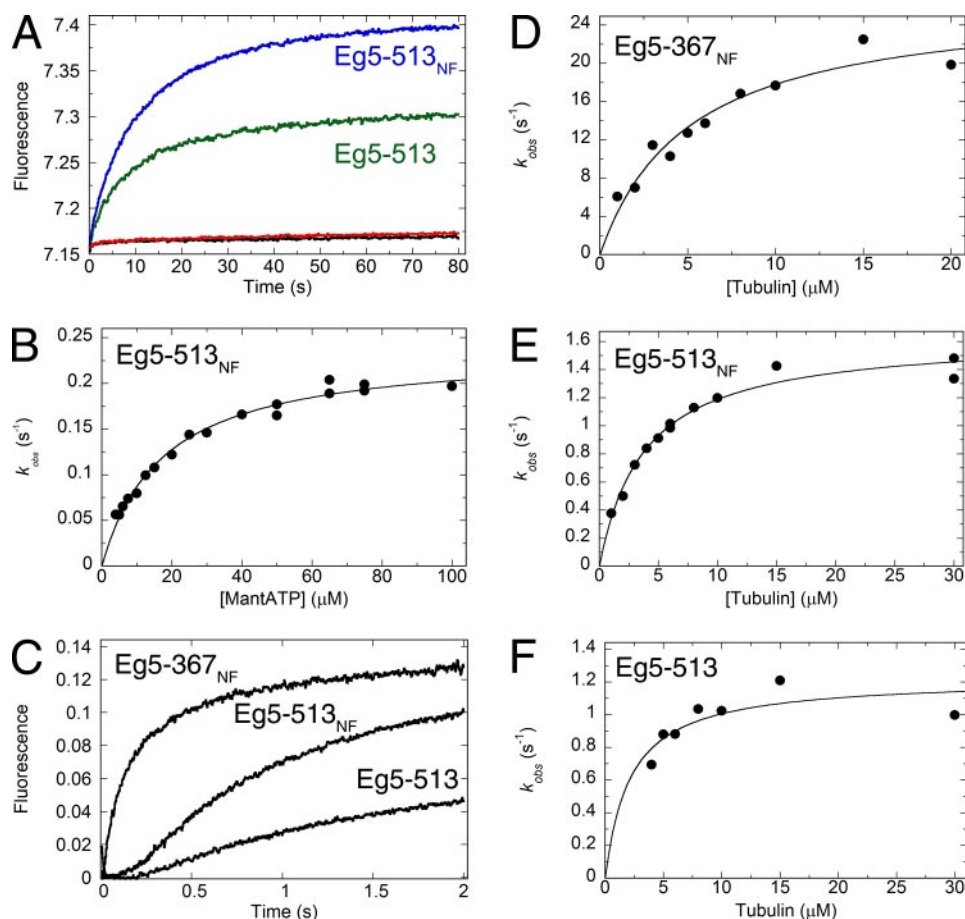 A
Fluorescence
7.4
7.35
7.3
7.25
7.2
7.15
Eg5-513NF
Eg5-513
0 10 20 30 40 50 60 70 80
Time (s)
B
Eg5-513NF
kobs (s-1)
0.25
0.2
0.15
0.1
0.05
0
0 20 40 60 80 100
[MantATP] (μM)
C
Eg5-367NF
Eg5-513NF
Eg5-513
Fluorescence
0.14
0.12
0.1
0.08
0.06
0.04
0.02
0
0 0.5 1 1.5 2
Time (s)
D
Eg5-367NF
kobs (s-1)
24
20
16
12
8
4
0
0 5 10 15 20
[Tubulin] (μM)
E
Eg5-513NF
kobs (s-1)
1.6
1.4
1.2
1
0.8
0.6
0.4
0.2
0
0 5 10 15 20 25 30
[Tubulin] (μM)
F
Eg5-513
kobs (s-1)
1.4
1.2
1
0.8
0.6
0.4
0.2
0
0 5 10 15 20 25 30
Tubulin (μM)